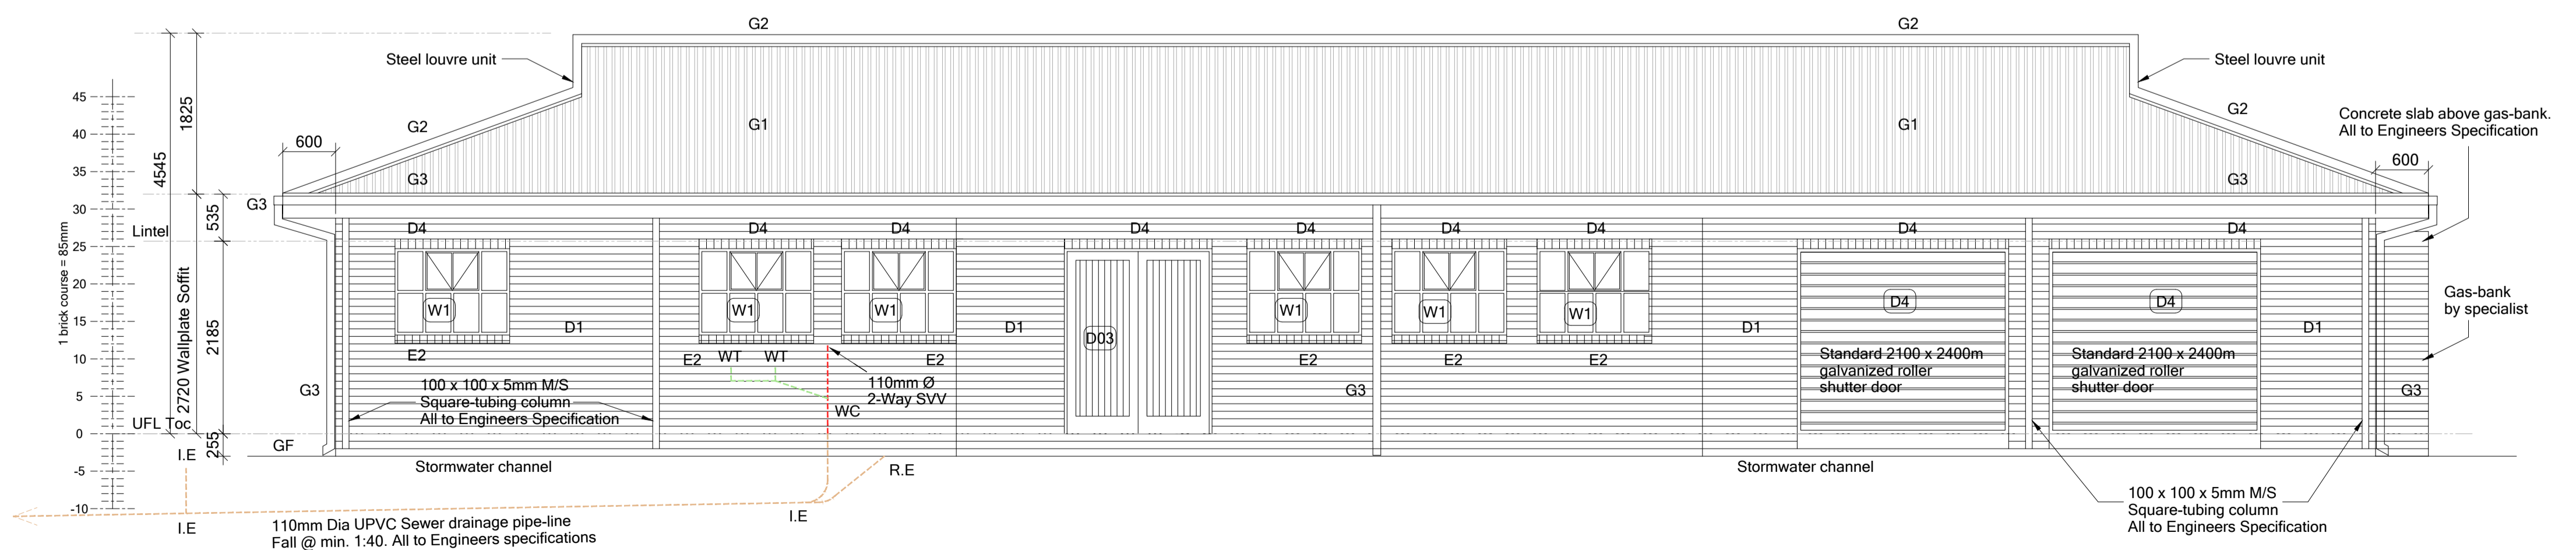 G2
G2
Steel louvre unit
Steel louvre unit
45
1825
G2
G1
G1
G2
Concrete slab above gas-bank.
All to Engineers Specification
40
600
600
4545
35
G3
G3
30
G3
535
Lintel
D4
D4
D4
D4
D4
D4
D4
D4
D4
25
1 brick course = 85mm
20
2720 Wallplate Soffit
2185
W1
W1
W1
W1
W1
W1
D4
D4
Gas-bank
by specialist
15
D1
D1
D1
D1
D03
10
E2
E2
WT
WT
E2
E2
E2
E2
Standard 2100 x 2400m
galvanized roller
shutter door
Standard 2100 x 2400m
galvanized roller
shutter door
5
G3
100 x 100 x 5mm M/S
Square-tubing column
All to Engineers Specification
110mm Ø
2-Way SVV
WC
G3
G3
UFL Toc
0
255
GF
I.E
Stormwater channel
R.E
Stormwater channel
-5
-10
I.E
110mm Dia UPVC Sewer drainage pipe-line
Fall @ min. 1:40. All to Engineers specifications
I.E
100 x 100 x 5mm M/S
Square-tubing column
All to Engineers Specification